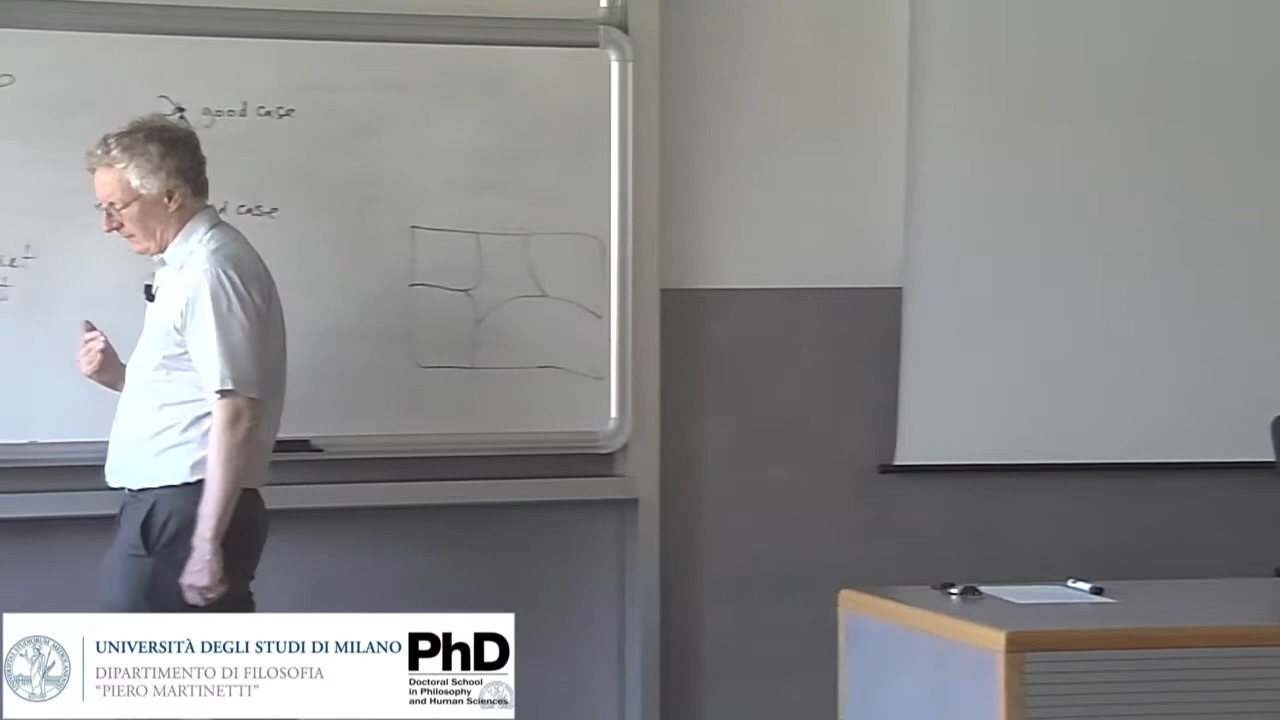 good case
case
UNIVERSITÀ DEGLI STUDI DI MILANO
DIPARTIMENTO DI FILOSOFIA
“PIERO MARTINETTI”
PhD
Doctoral School
in Philosophy
and Human Sciences